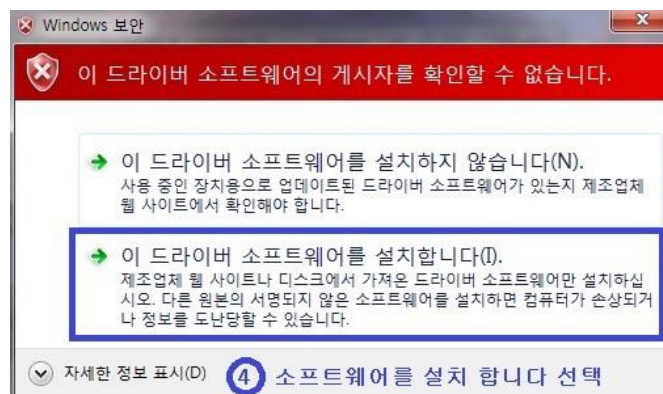 Windows 보안
이 드라이버 소프트웨어의 게시자를 확인할 수 없습니다.
이 드라이버 소프트웨어를 설치하지 않습니다(N).
사용 중인 장치용으로 업데이트된 드라이버 소프트웨어가 있는지 제조업체
웹 사이트에서 확인해야 합니다.
이 드라이버 소프트웨어를 설치합니다(I).
제조업체 웹 사이트나 디스크에서 가져온 드라이버 소프트웨어만 설치하십
시오. 다른 원본의 서명되지 않은 소프트웨어를 설치하면 컴퓨터가 손상되거
나 정보를 도난당할 수 있습니다.
자세한 정보 표시(D) ④ 소프트웨어를 설치 합니다 선택